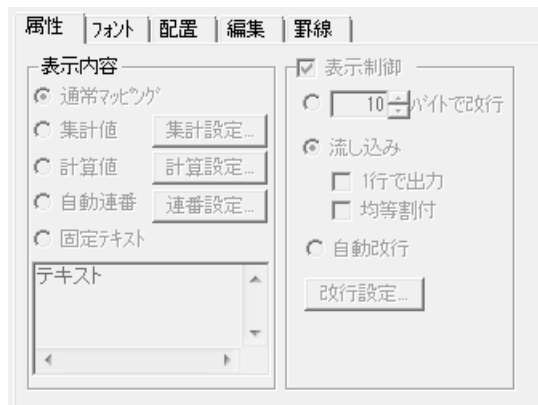 属性 フォント 配置 編集 罫線
表示内容
通常マッピング
集計値 集計設定...
計算値 計算設定...
自動連番 連番設定...
固定テキスト
テキスト
表示制御
10 バイトで改行
流し込み
1行で出力
均等割付
自動改行
改行設定...